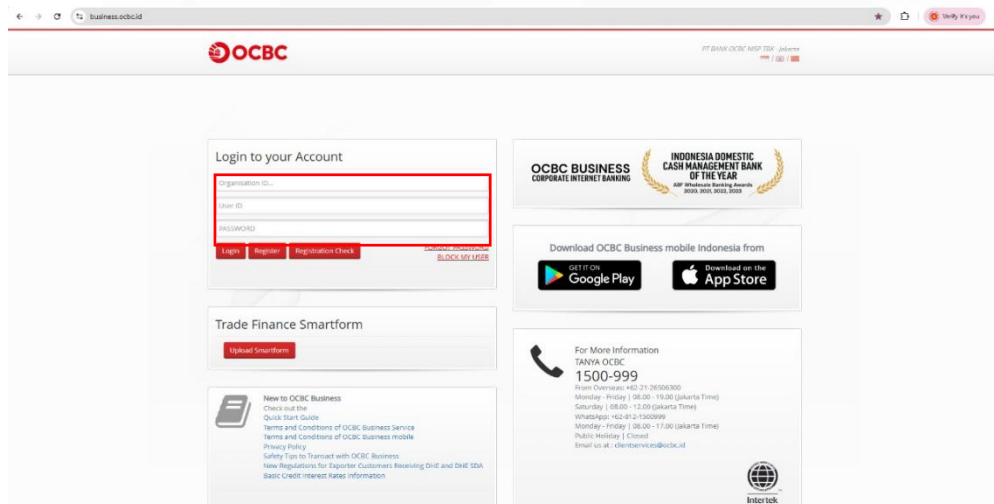 business.ocbc.id
Verify it's you
OCBC
PT BANK OCBC NISP TBK - Jakarta
Login to your Account
Organisation ID...
User ID
PASSWORD
Login Register Registration Check
FORGOT PASSWORD
BLOCK MY USER
Trade Finance Smartform
Upload Smartform
New to OCBC Business
Check out the
Quick Start Guide
Terms and Conditions of OCBC Business Service
Terms and Conditions of OCBC Business mobile
Privacy Policy
Safety Tips to Transact with OCBC Business
New Regulations for Exporter Customers Receiving DHE and DHE SDA
Basic Credit Interest Rates Information
OCBC BUSINESS
CORPORATE INTERNET BANKING
INDONESIA DOMESTIC
CASH MANAGEMENT BANK
OF THE YEAR
ABF Wholesale Banking Awards
2020, 2021, 2022, 2023
Download OCBC Business mobile Indonesia from
GET IT ON
Google Play
Download on the
App Store
For More Information
TANYA OCBC
1500-999
From Overseas: +62-21-26506300
Monday - Friday | 08.00 - 19.00 (Jakarta Time)
Saturday | 08.00 - 12.00 (Jakarta Time)
WhatsApp: +62-812-1500999
Monday - Friday | 08.00 - 17.00 (Jakarta Time)
Public Holiday | Closed
Email us at : clientservices@ocbc.id
Intertek